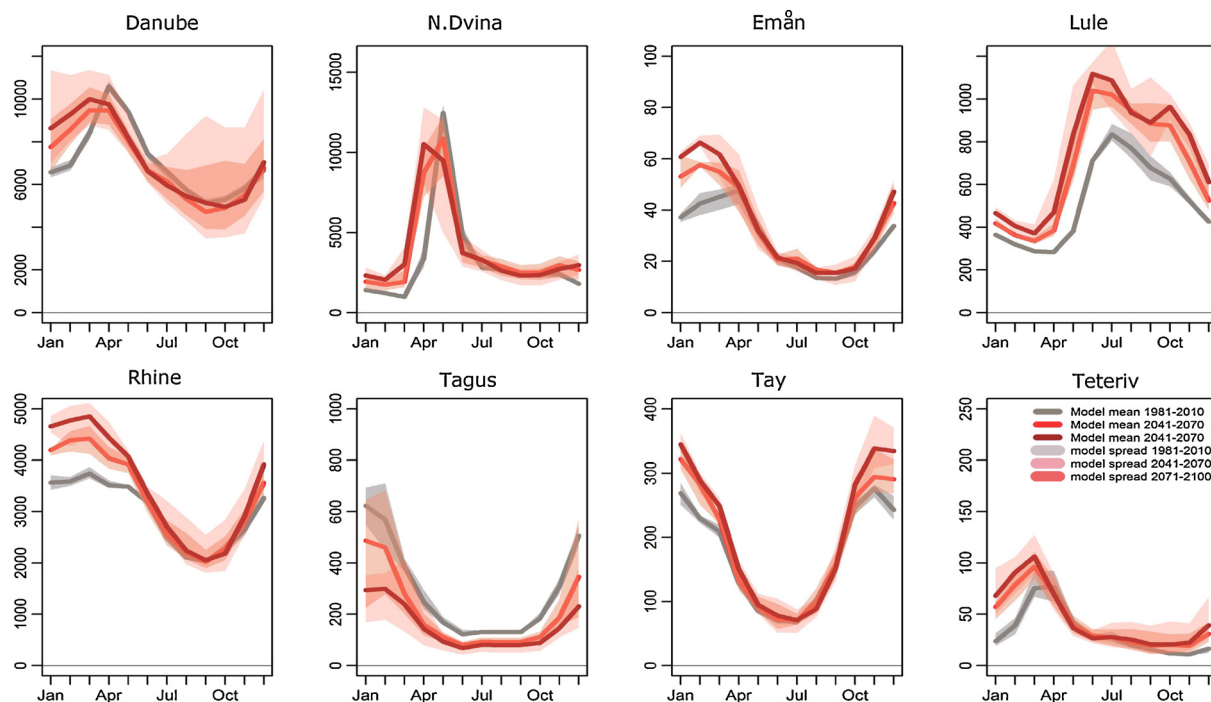 Danube N.Dvina Emån Lule
0 2000 6000 10000
0 5000 10000 15000
0 20 40 60 80 100
0 200 400 600 800 1000
Jan Apr Jul Oct Jan Apr Jul Oct Jan Apr Jul Oct Jan Apr Jul Oct
Rhine Tagus Tay Teteriv
0 1000 2000 3000 4000 5000
0 200 400 600 800 1000
0 100 200 300 400
0 50 100 150 200 250
Model mean 1981-2010
Model mean 2041-2070
Model mean 2041-2070
model spread 1981-2010
model spread 2041-2070
model spread 2071-2100
Jan Apr Jul Oct Jan Apr Jul Oct Jan Apr Jul Oct Jan Apr Jul Oct